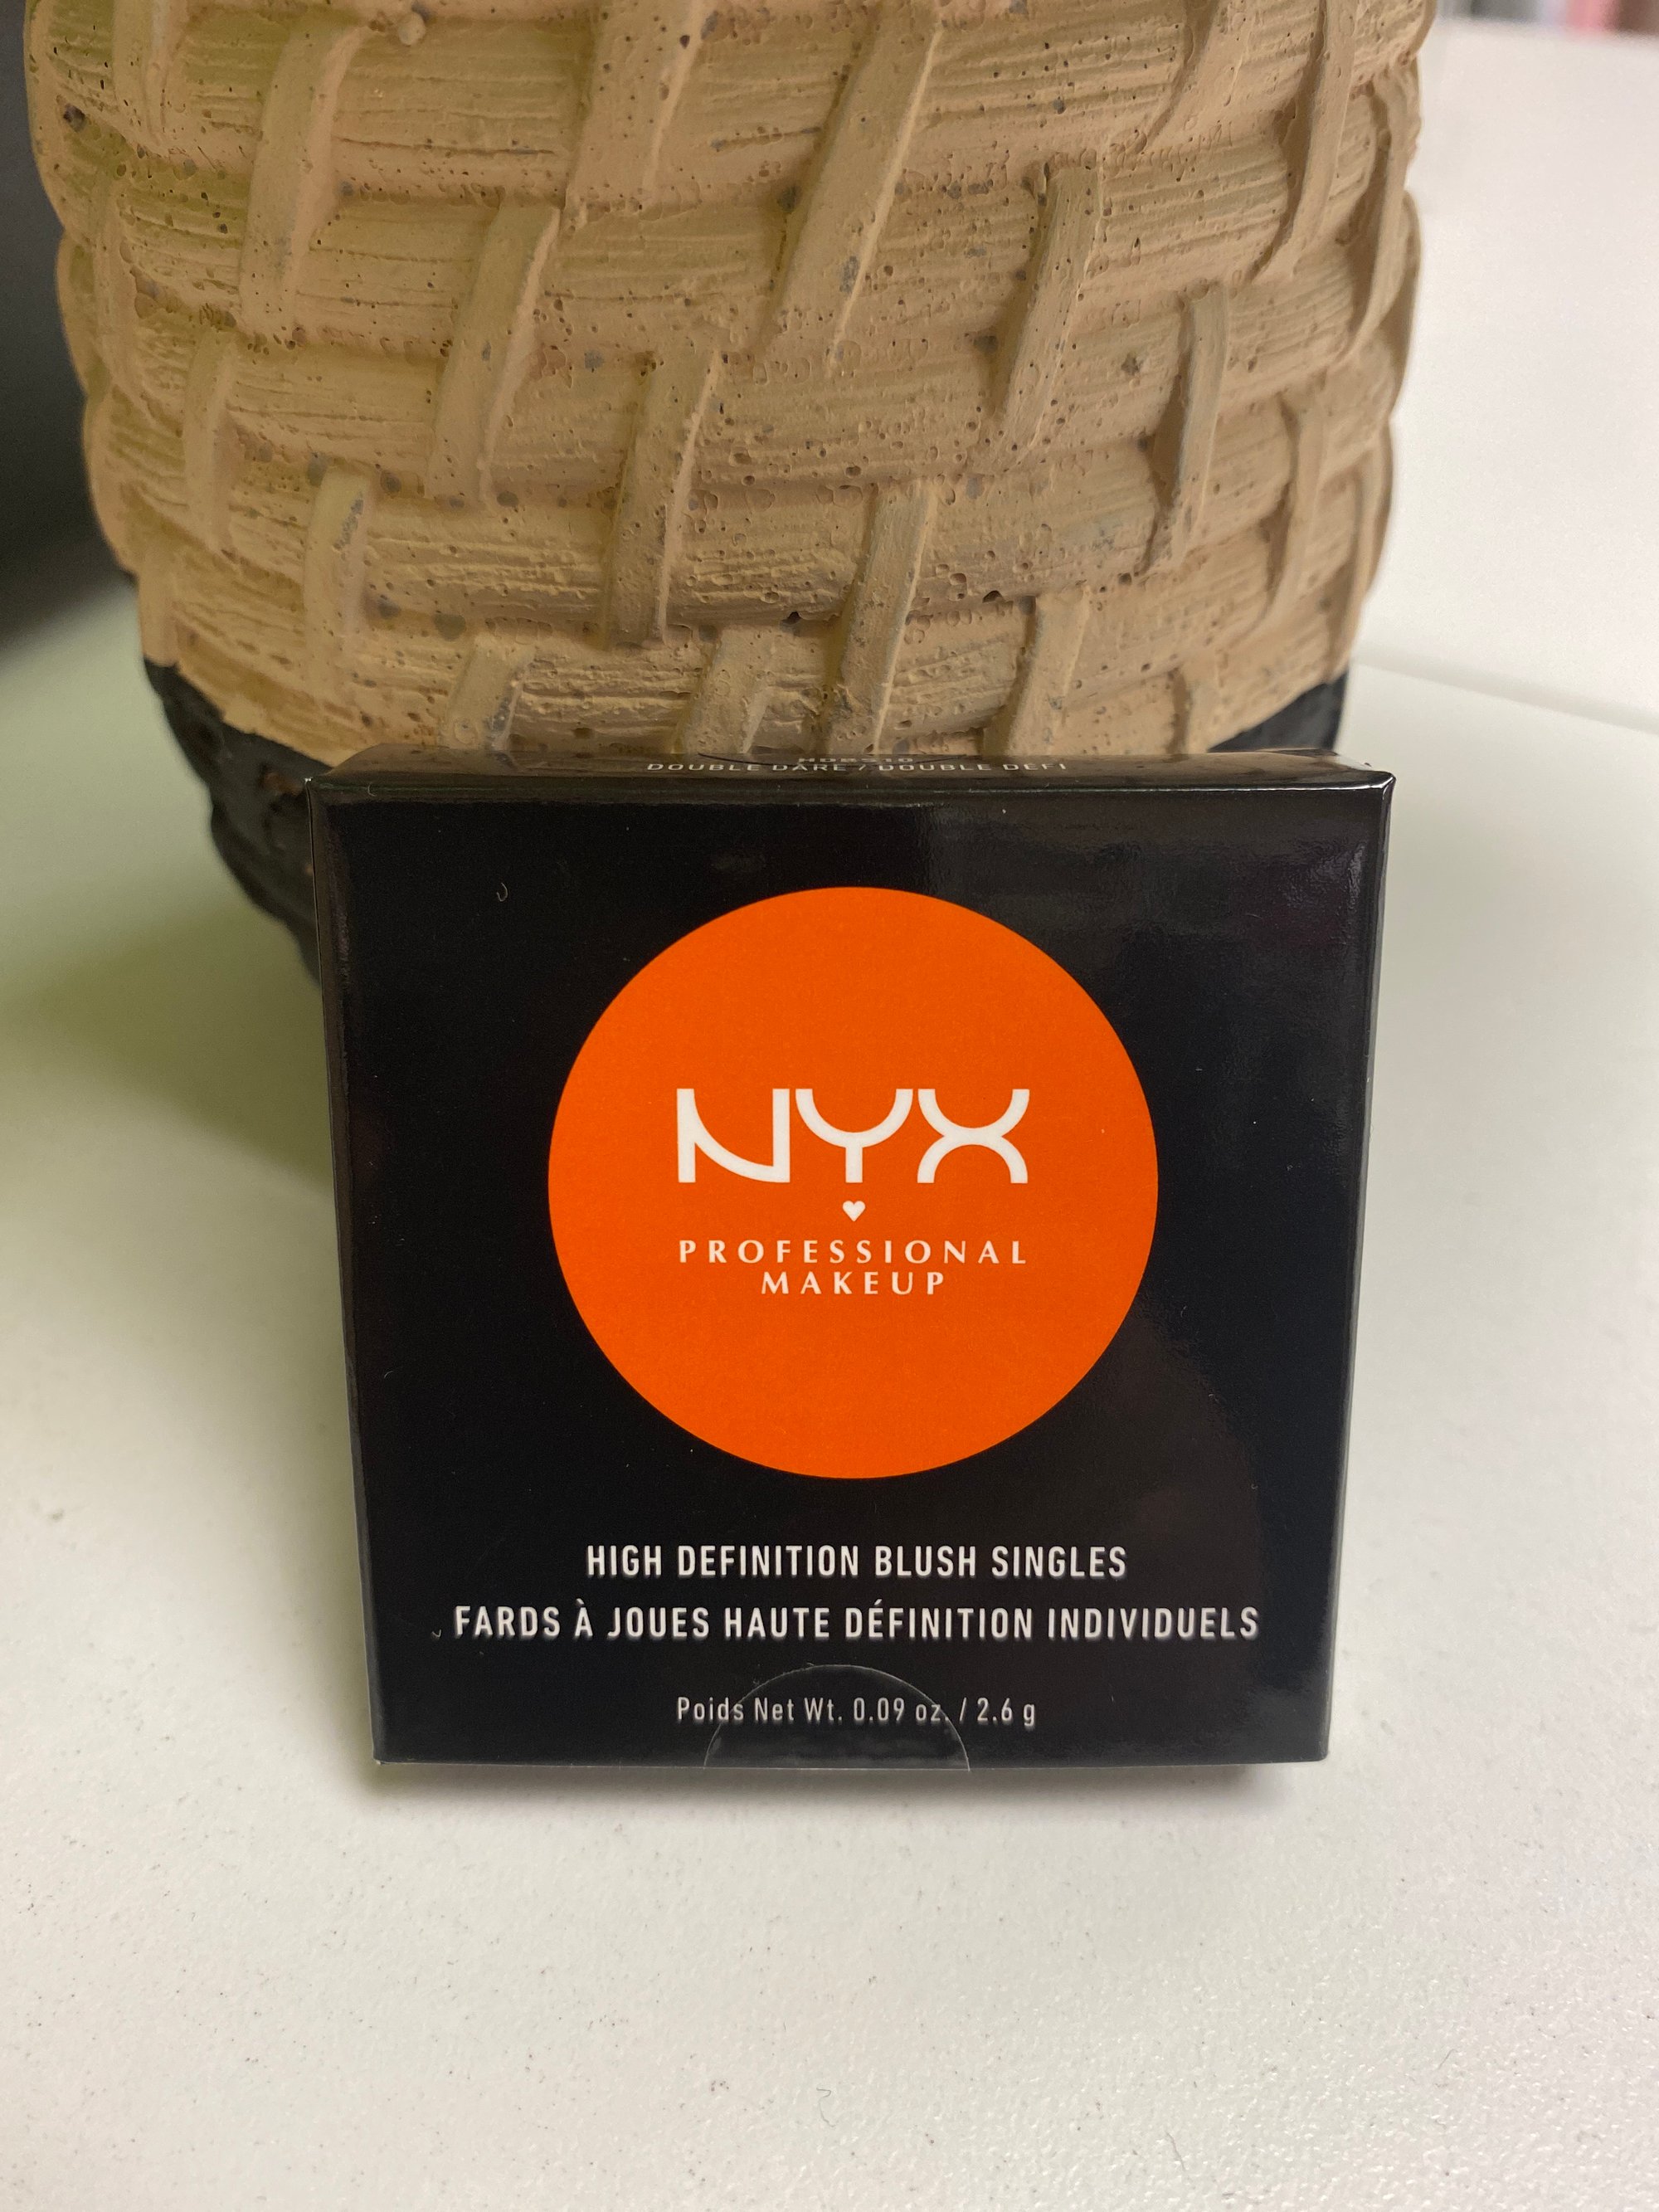 DOUBLE DARE / DOUBLE DÉFI
NYX
PROFESSIONAL
MAKEUP
HIGH DEFINITION BLUSH SINGLES
FARDS À JOUES HAUTE DÉFINITION INDIVIDUELS
Poids Net Wt. 0.09 oz. / 2.6 g